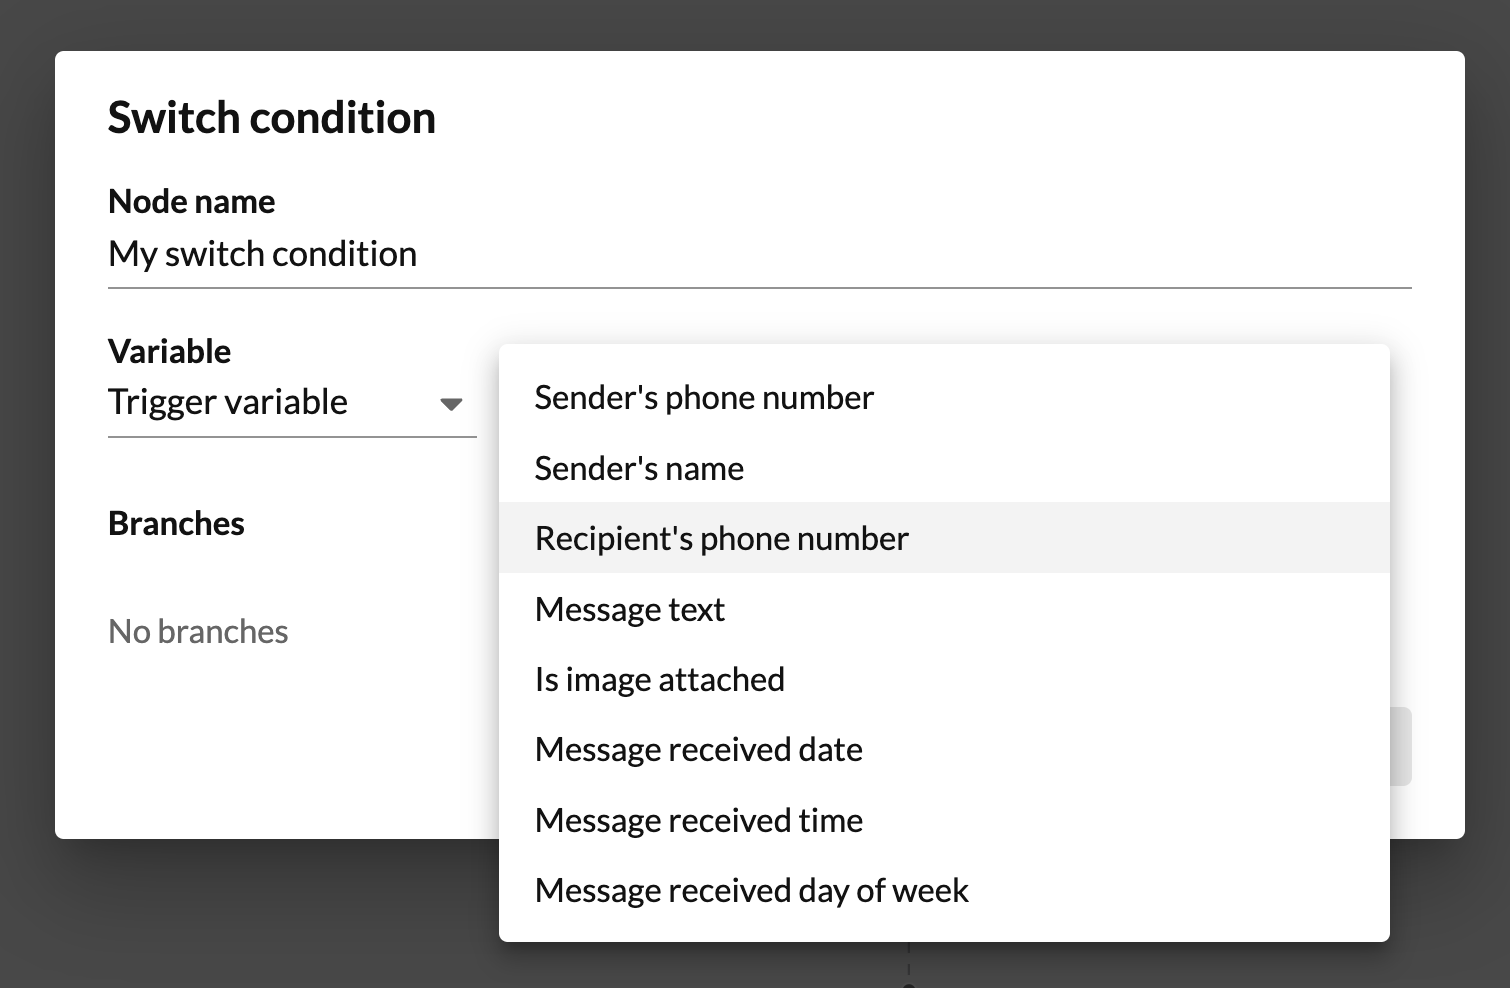 Switch condition
Node name
My switch condition
Variable
Trigger variable
Sender's phone number
Sender's name
Recipient's phone number
Message text
Is image attached
Message received date
Message received time
Message received day of week
Branches
No branches